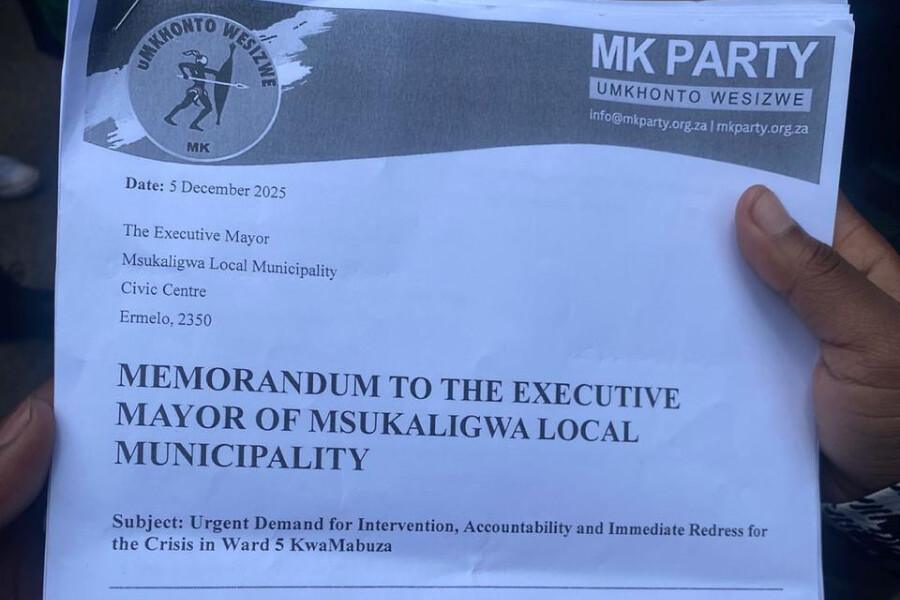 UMKHONTO WESIZWE
MK
MK PARTY
UMKHONTO WESIZWE
info@mkparty.org.za | mkparty.org.za
Date: 5 December 2025
The Executive Mayor
Msukaligwa Local Municipality
Civic Centre
Ermelo, 2350
MEMORANDUM TO THE EXECUTIVE
MAYOR OF MSUKALIGWA LOCAL
MUNICIPALITY
Subject: Urgent Demand for Intervention, Accountability and Immediate Redress for
the Crisis in Ward 5 KwaMabuza